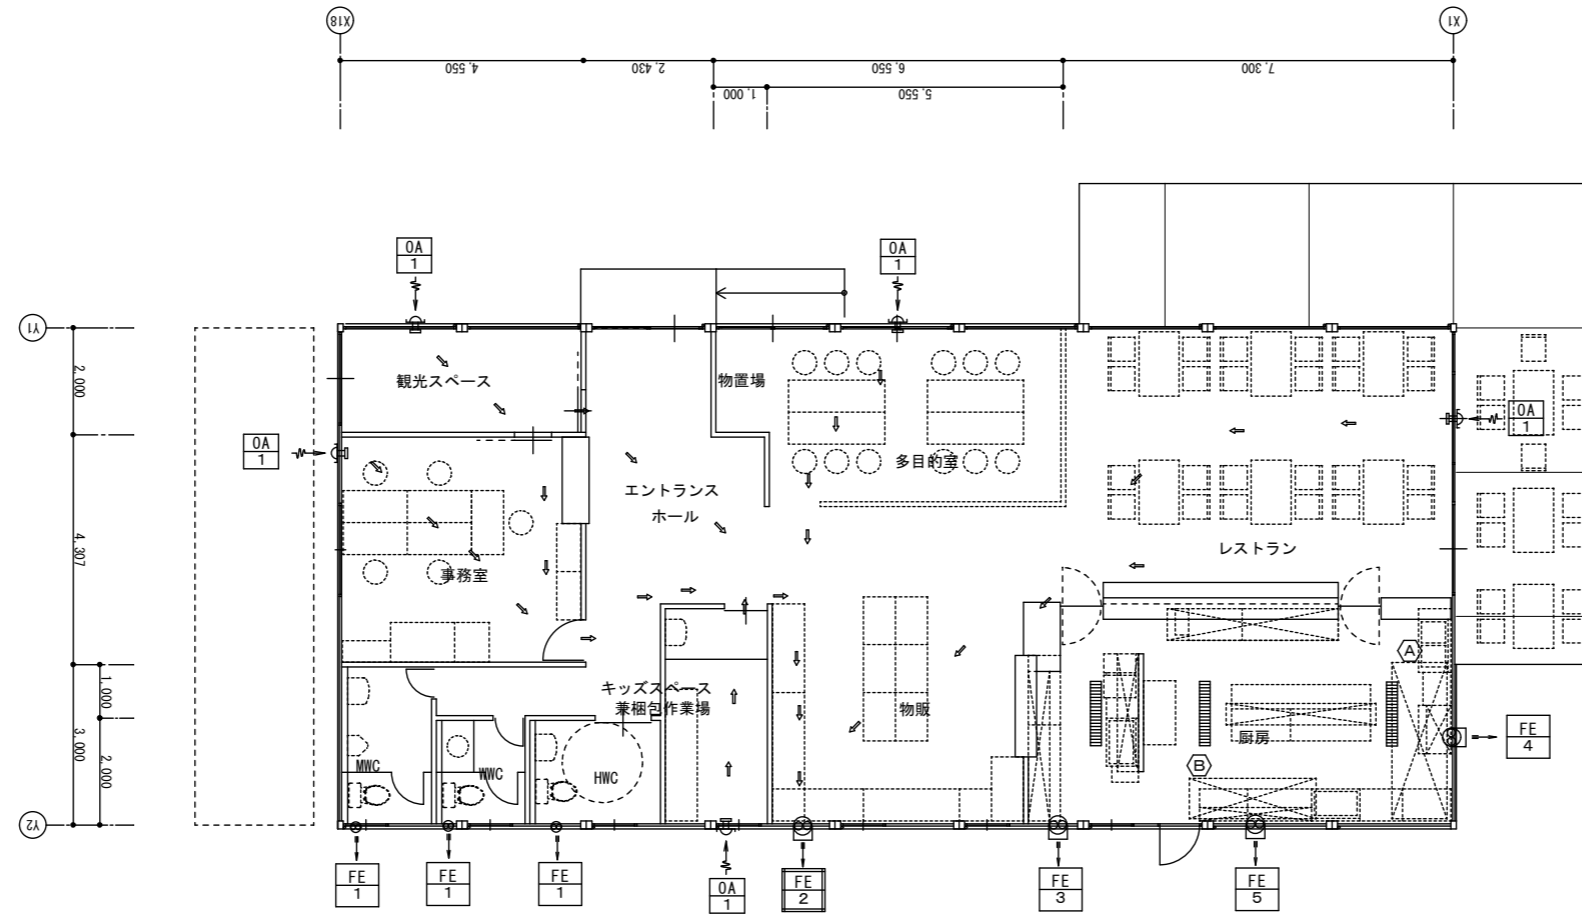 X18
X1
4,550
2,430
6,550
7,300
1,000
5,550
OA
1
OA
1
Y1
2,000
観光スペース
物置場
OA
1
OA
1
多目的室
エントランス
ホール
4,307
レストラン
事務室
A
1,000
キッズスペース
兼梱包作業場
物販
厨房
FE
4
3,000
2,000
MWC
WWC
HWC
B
Y2
FE
1
FE
1
FE
1
OA
1
FE
2
FE
3
FE
5